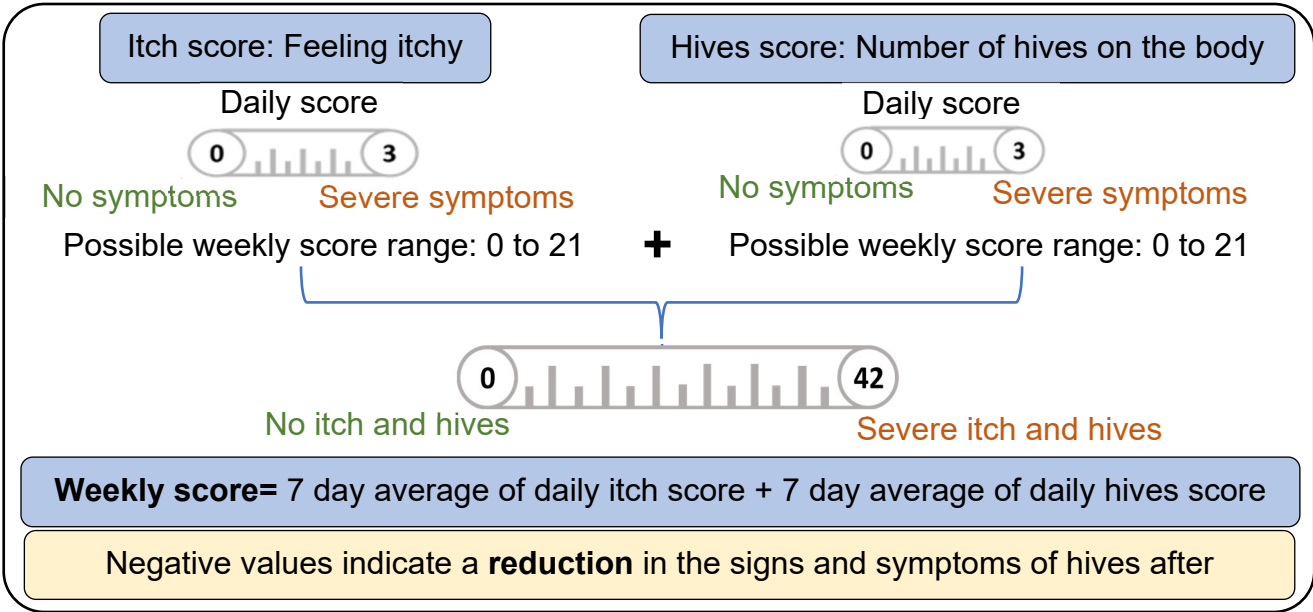 Itch score: Feeling itchy
Hives score: Number of hives on the body
Daily score
0 3
No symptoms Severe symptoms
Possible weekly score range: 0 to 21
+
Daily score
0 3
No symptoms Severe symptoms
Possible weekly score range: 0 to 21
0 42
No itch and hives Severe itch and hives
Weekly score= 7 day average of daily itch score + 7 day average of daily hives score
Negative values indicate a reduction in the signs and symptoms of hives after